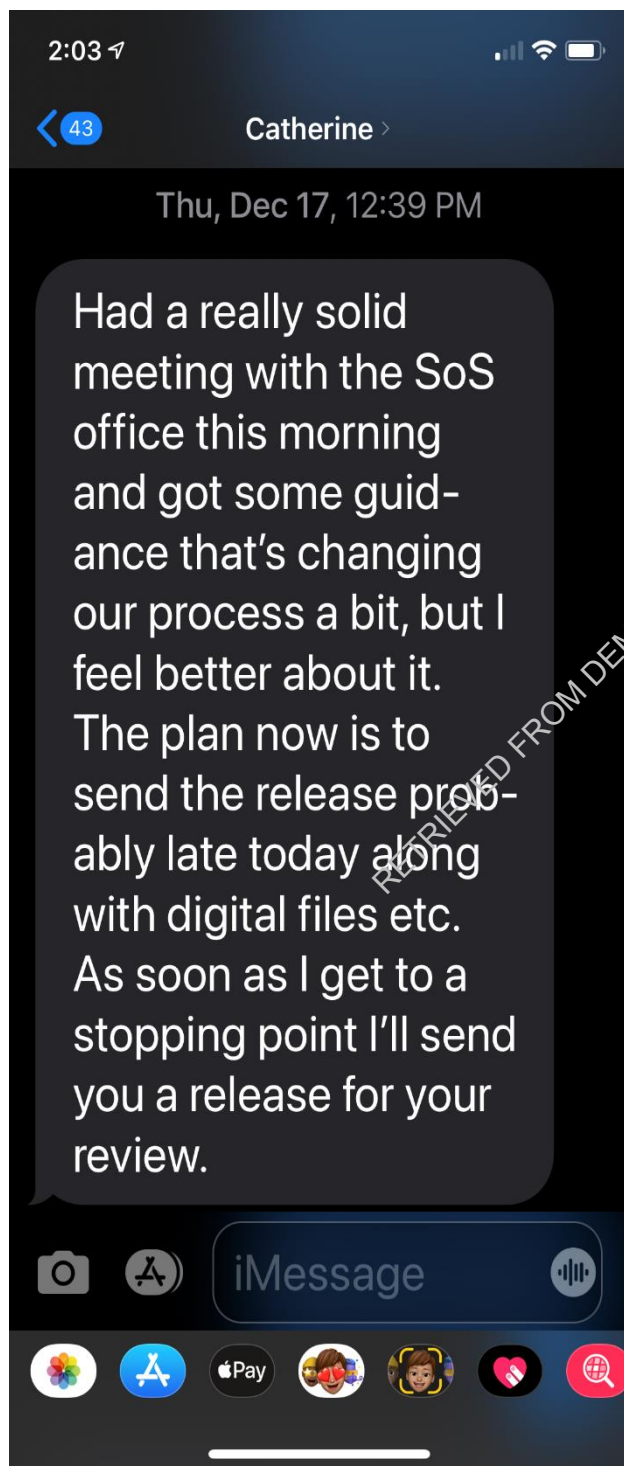 2:03
43
Catherine
Thu, Dec 17, 12:39 PM
Had a really solid
meeting with the SoS
office this morning
and got some guid-
ance that's changing
our process a bit, but I
feel better about it.
The plan now is to
send the release prob-
ably late today along
with digital files etc.
As soon as I get to a
stopping point I'll send
you a release for your
review.
RETRIEVED FROM DEM
iMessage
Pay